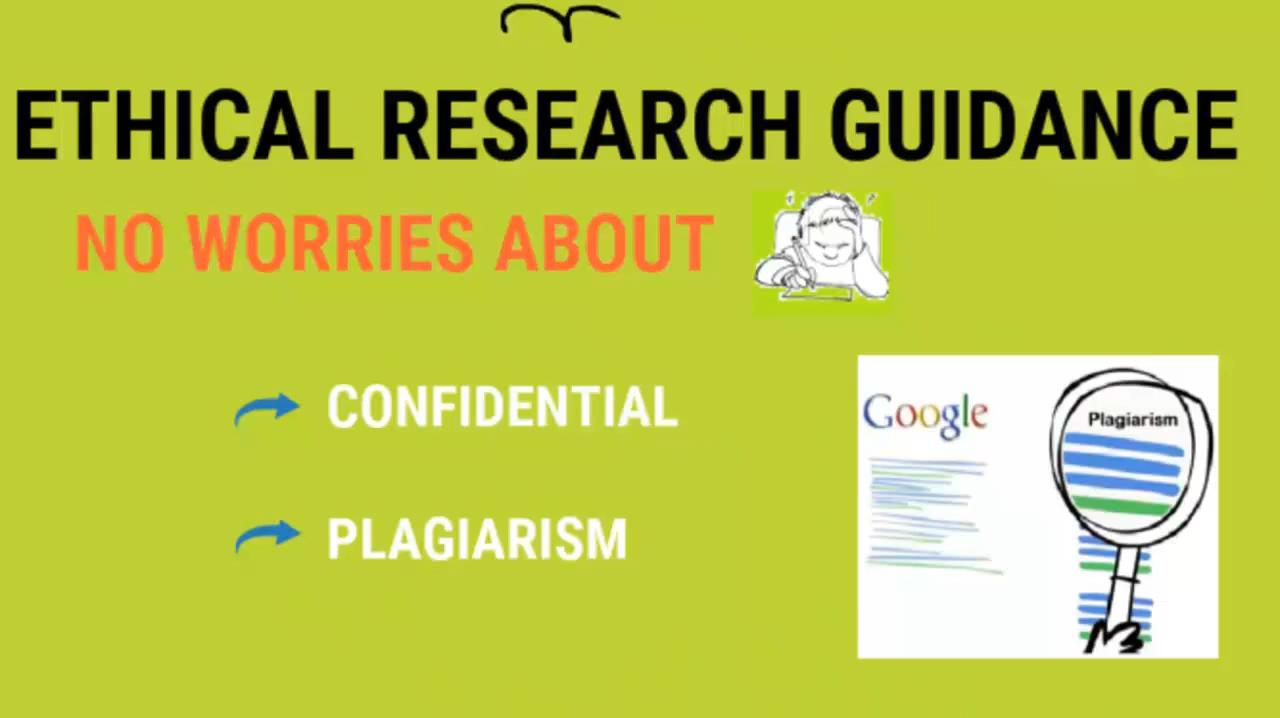 ETHICAL RESEARCH GUIDANCE
NO WORRIES ABOUT
CONFIDENTIAL
PLAGIARISM
Google
Plagiarism